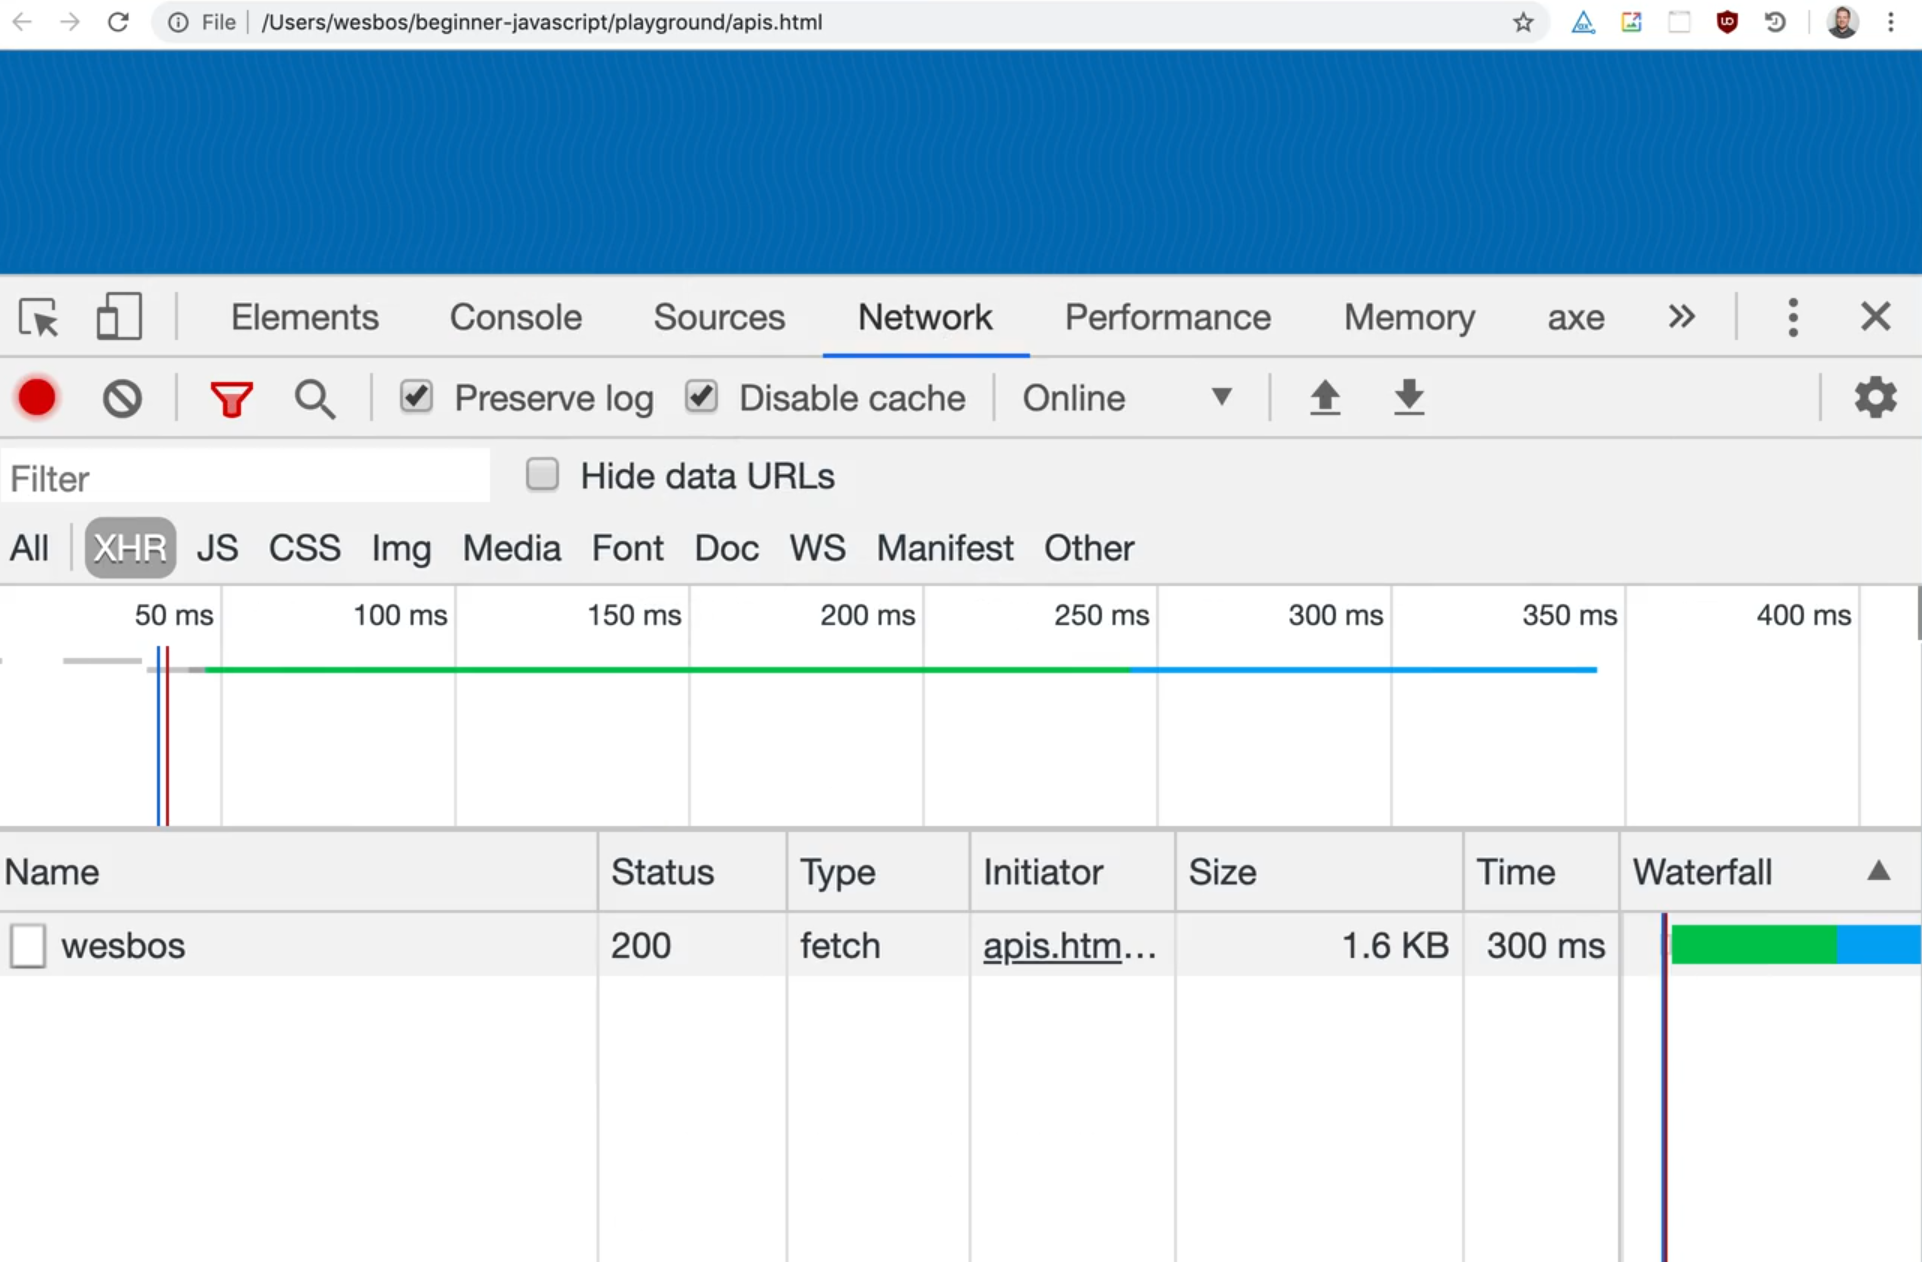 File /Users/wesbos/beginner-javascript/playground/apis.html
Elements Console Sources Network Performance Memory axe
Preserve log Disable cache Online
Filter Hide data URLs
All XHR JS CSS Img Media Font Doc WS Manifest Other
50 ms 100 ms 150 ms 200 ms 250 ms 300 ms 350 ms 400 ms
Name Status Type Initiator Size Time Waterfall
wesbos 200 fetch apis.htm... 1.6 KB 300 ms